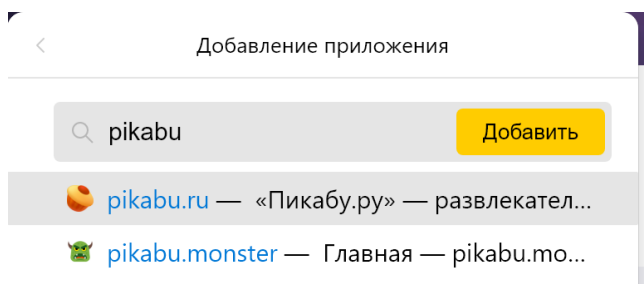 Добавление приложения
pikabu Добавить
pikabu.ru — «Пикабу.ру» — развлекател...
pikabu.monster — Главная — pikabu.mo...